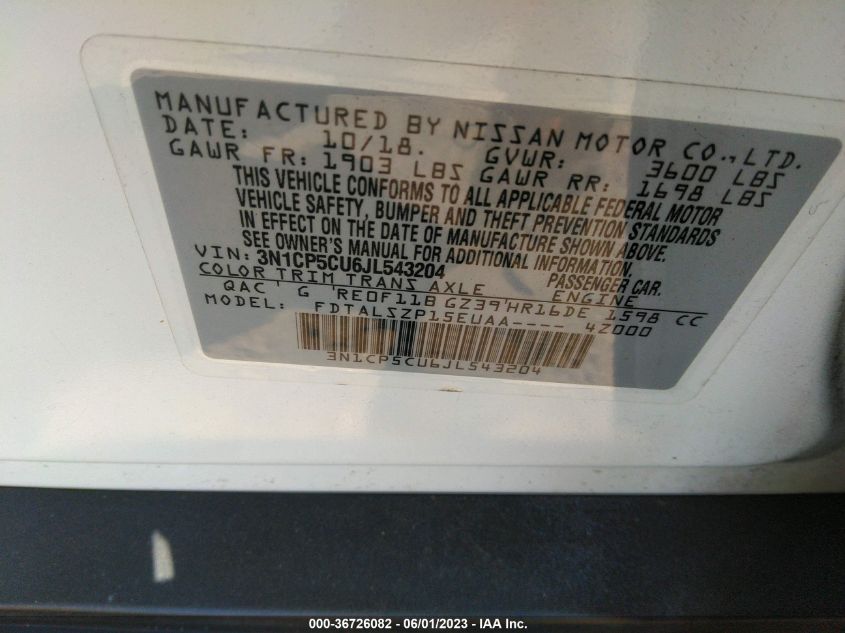 MANUFACTURED BY NISSAN MOTOR CO., LTD.
DATE: 10/18. GVWR: 3600 LBS
GAWR FR: 1903 LBS GAWR RR: 1698 LBS
THIS VEHICLE CONFORMS TO ALL APPLICABLE FEDERAL MOTOR
VEHICLE SAFETY, BUMPER AND THEFT PREVENTION STANDARDS
IN EFFECT ON THE DATE OF MANUFACTURE SHOWN ABOVE.
SEE OWNER'S MANUAL FOR ADDITIONAL INFORMATION
VIN: 3N1CP5CU6JL543204 PASSENGER CAR.
COLOR TRIM TRANS AXLE ENGINE
QAC' G 'RE0F11B GZ39'HR16DE 1598 CC
MODEL: FDTALSZP15EUAA---- 4Z000
3N1CP5CU6JL543204
000-36726082 - 06/01/2023 - IAA Inc.